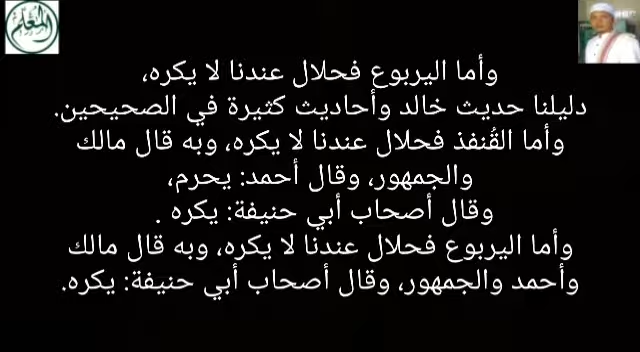 المعلم
وأما اليربوع فحلال عندنا لا يكره،
دليلنا حديث خالد وأحاديث كثيرة في الصحيحين.
وأما القُنفذ فحلال عندنا لا يكره، وبه قال مالك
والجمهور، وقال أحمد: يحرم،
وقال أصحاب أبي حنيفة: يكره .
وأما اليربوع فحلال عندنا لا يكره، وبه قال مالك
وأحمد والجمهور، وقال أصحاب أبي حنيفة: يكره.